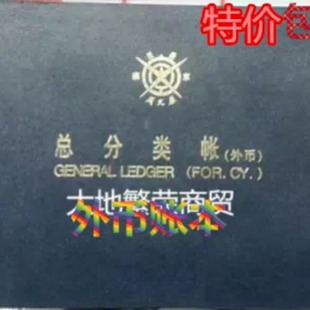 特价包
总分类帐(外币)
GENERAL LEDGER (FOR. CY.)
大地繁荣商贸
外币账本